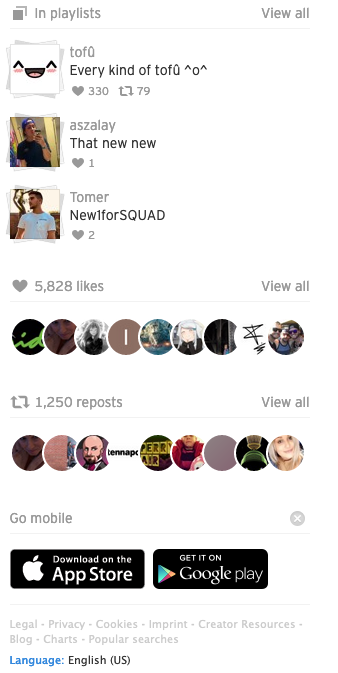 In playlists View all
tofû
Every kind of tofû ^o^
330 79
aszalay
That new new
1
Tomer
New1forSQUAD
2
5,828 likes View all
1,250 reposts View all
tennapo
Go mobile
Download on the
App Store
GET IT ON
Google play
Legal - Privacy - Cookies - Imprint - Creator Resources -
Blog - Charts - Popular searches
Language: English (US)